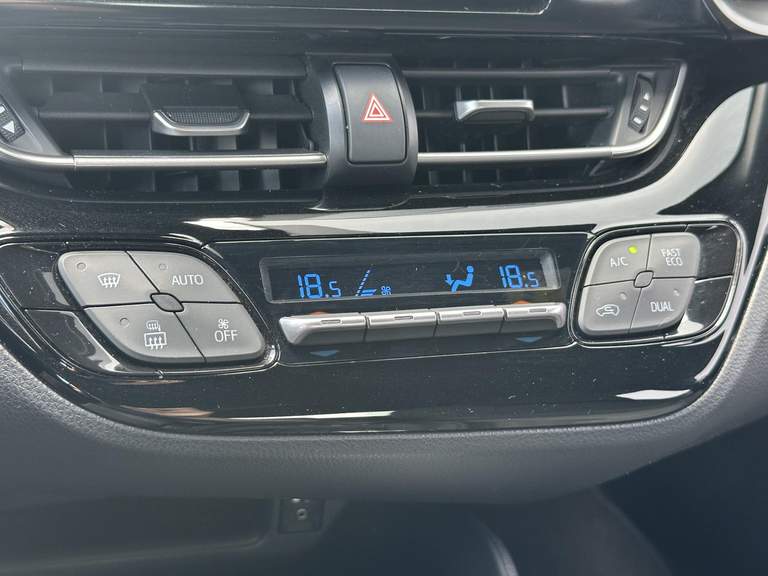 AUTO
OFF
18.5
18.5
A/C
FAST
ECO
DUAL